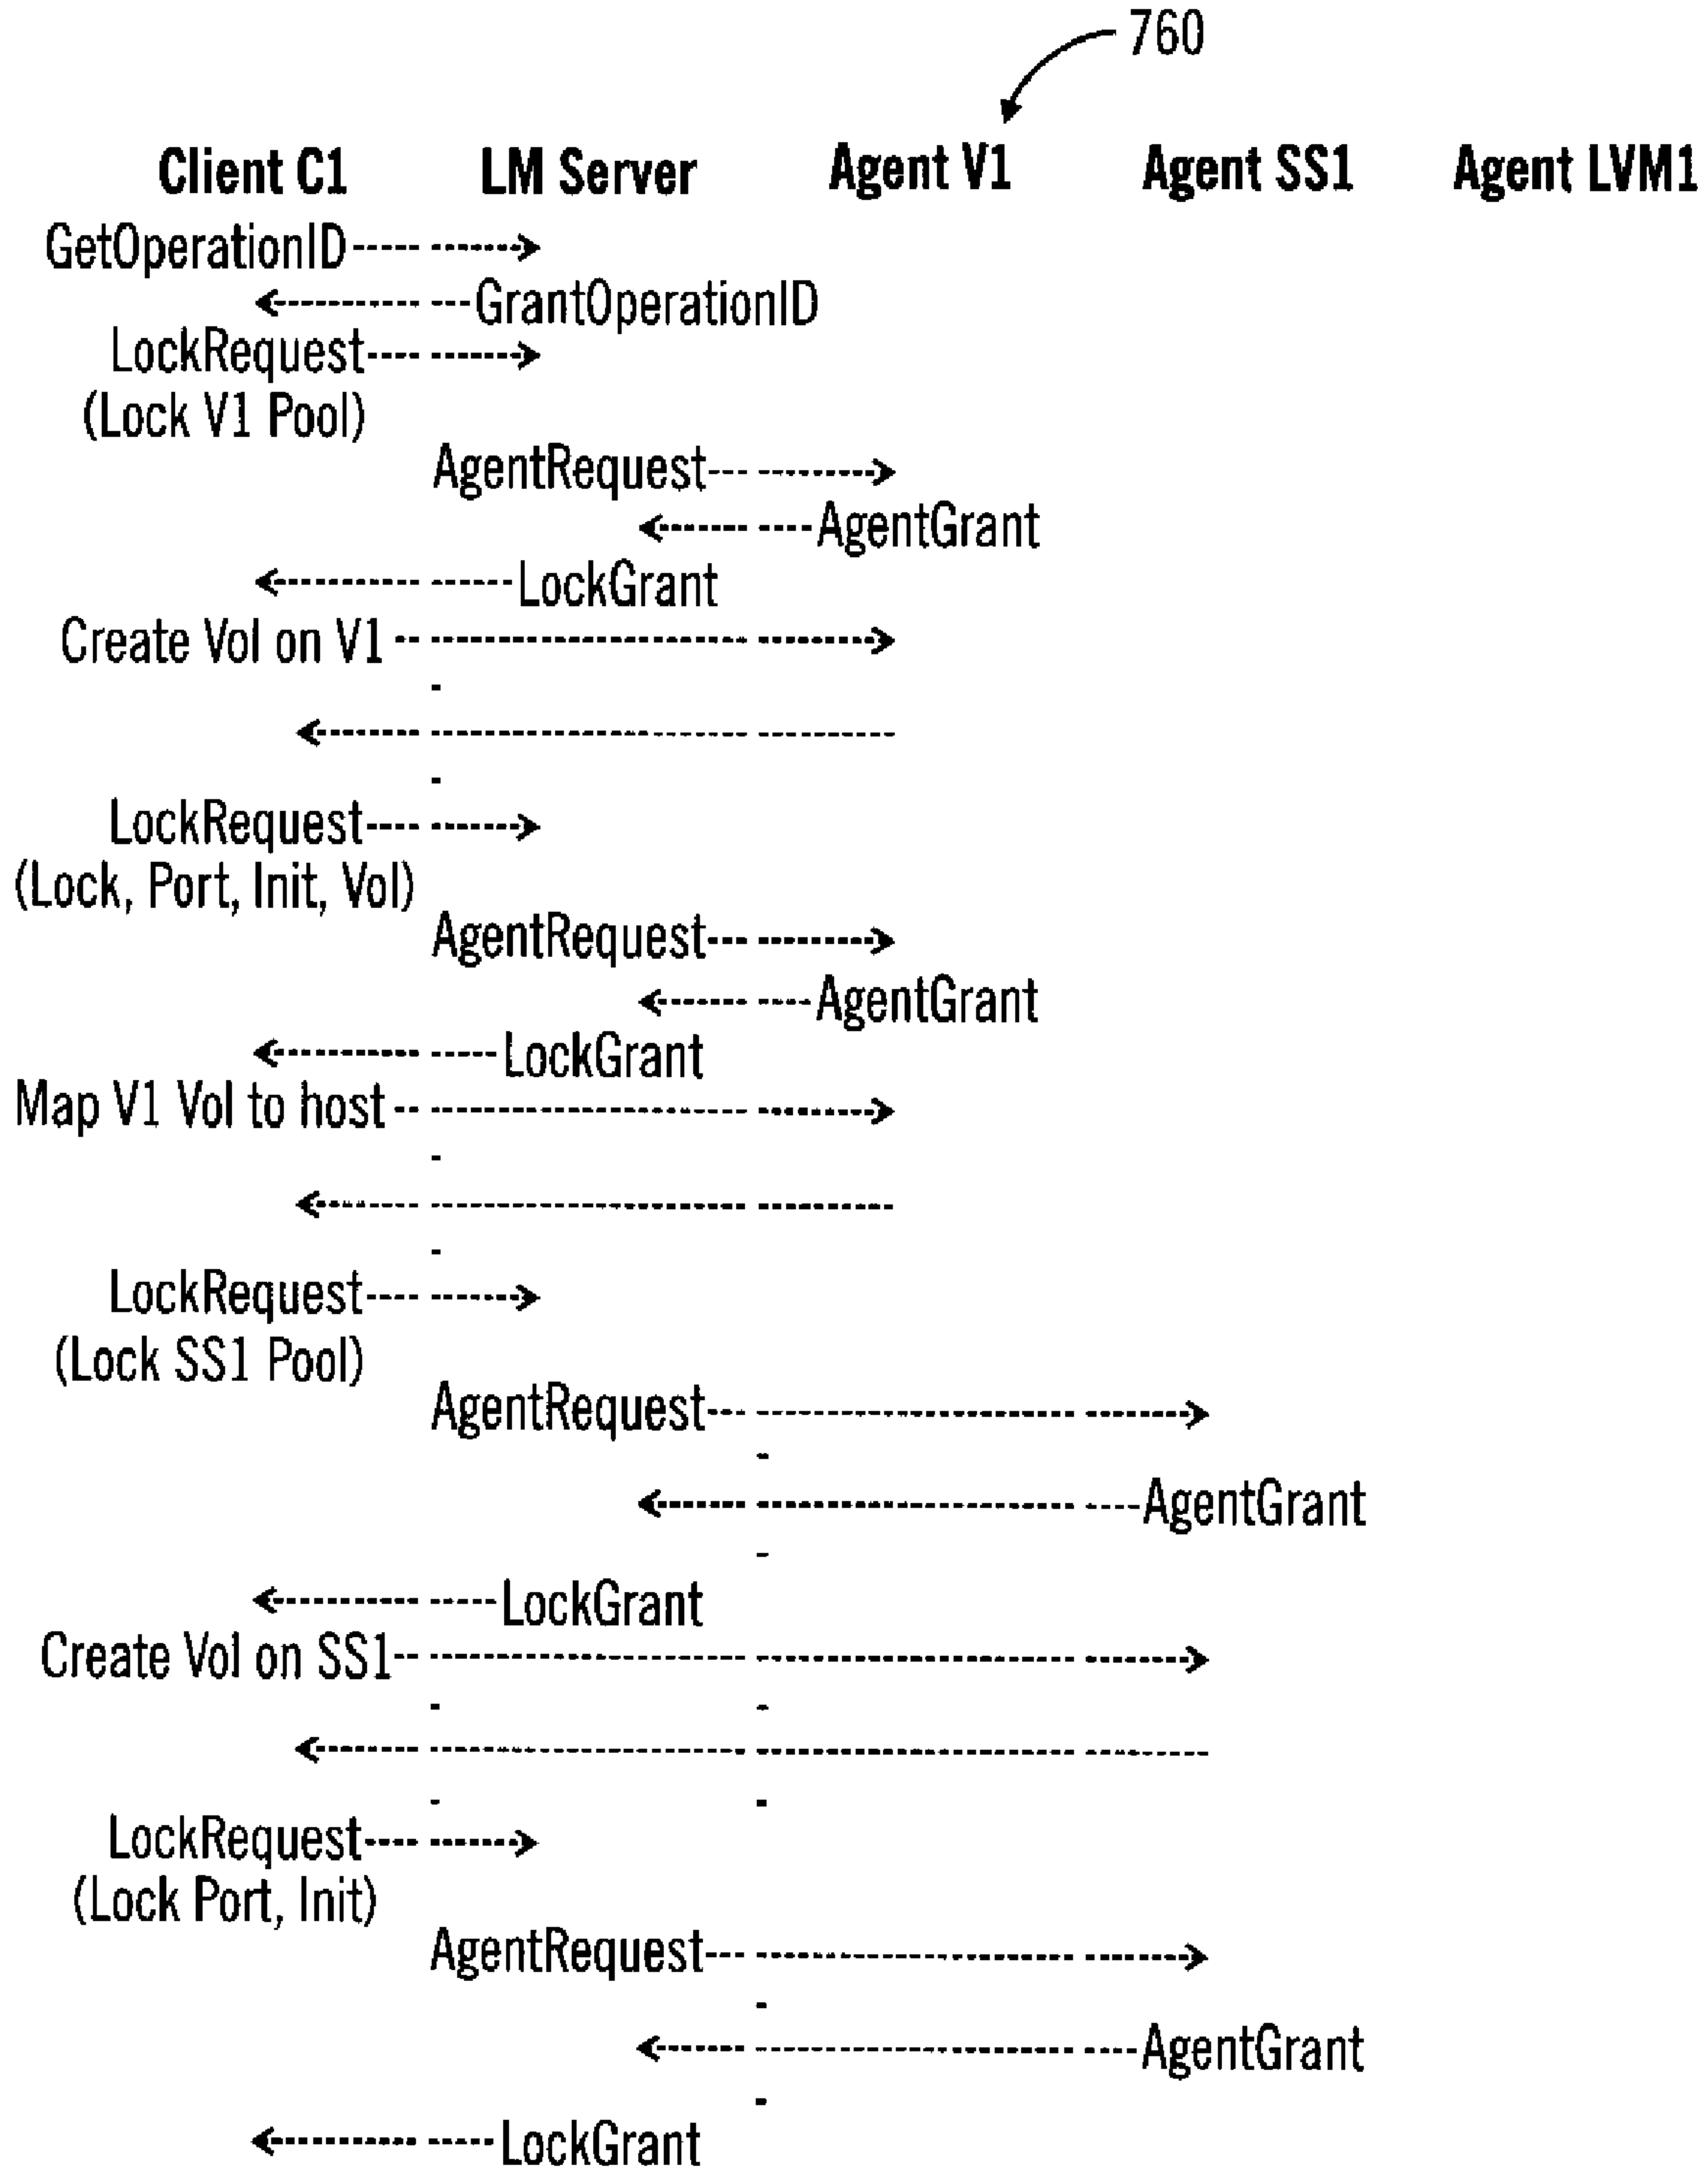 760
Client C1 LM Server Agent V1 Agent SS1 Agent LVM1
GetOperationID
GrantOperationID
LockRequest
(Lock V1 Pool)
AgentRequest
AgentGrant
LockGrant
Create Vol on V1
LockRequest
(Lock, Port, Init, Vol)
AgentRequest
AgentGrant
LockGrant
Map V1 Vol to host
LockRequest
(Lock SS1 Pool)
AgentRequest
AgentGrant
LockGrant
Create Vol on SS1
LockRequest
(Lock Port, Init)
AgentRequest
AgentGrant
LockGrant